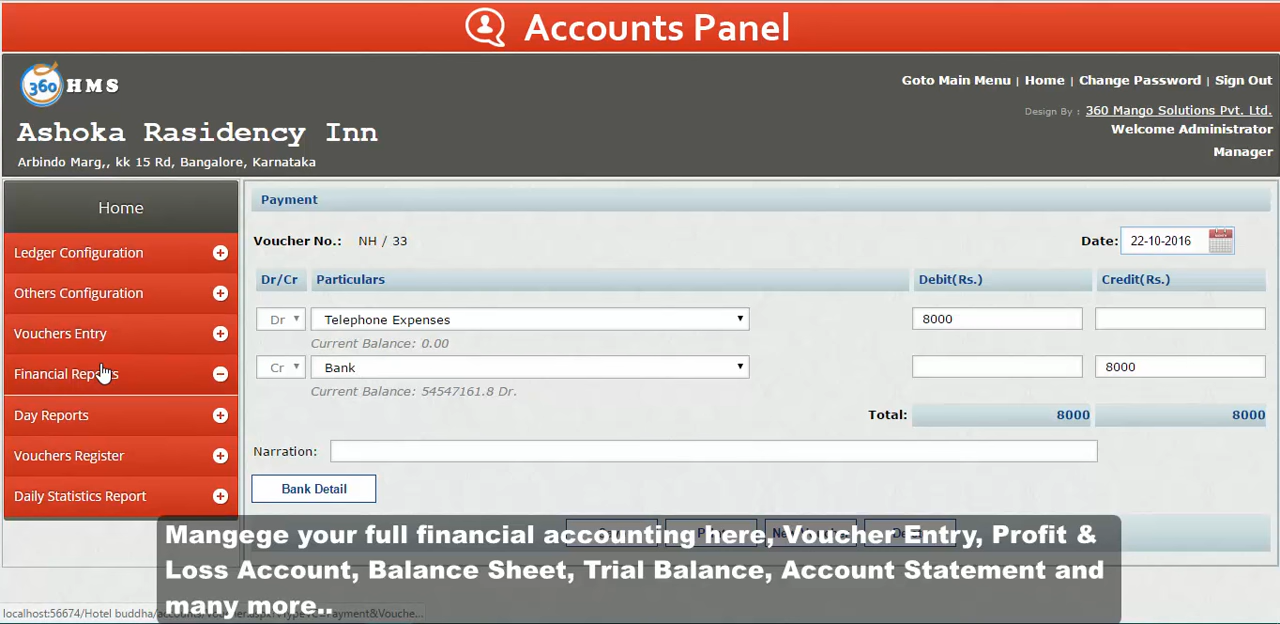 Accounts Panel
360 HMS
Goto Main Menu | Home | Change Password | Sign Out
Design By : 360 Mango Solutions Pvt. Ltd.
Ashoka Rasidency Inn
Welcome Administrator
Arbindo Marg,, kk 15 Rd, Bangalore, Karnataka
Manager
Home
Ledger Configuration
Others Configuration
Vouchers Entry
Financial Reports
Day Reports
Vouchers Register
Daily Statistics Report
Payment
Voucher No.: NH / 33
Date: 22-10-2016
Dr/Cr Particulars Debit(Rs.) Credit(Rs.)
Dr Telephone Expenses 8000
Current Balance: 0.00
Cr Bank 8000
Current Balance: 54547161.8 Dr.
Total: 8000 8000
Narration:
Bank Detail
Mangege your full financial accounting here, Voucher Entry, Profit &
Loss Account, Balance Sheet, Trial Balance, Account Statement and
many more..